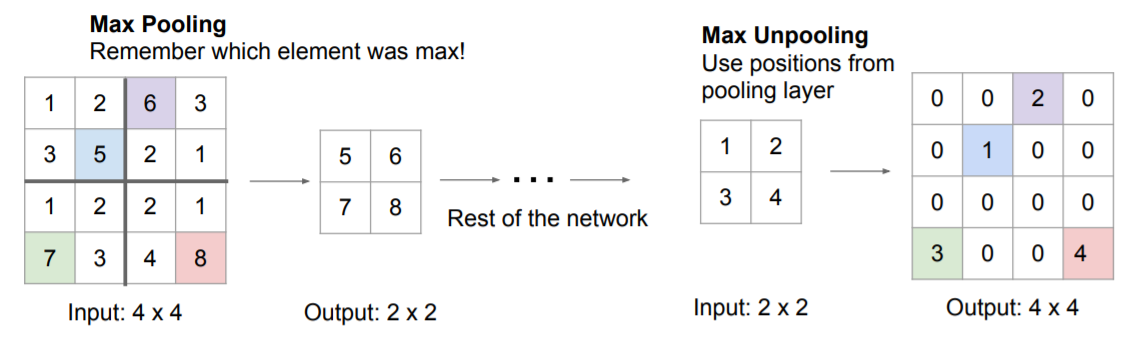 Max Pooling
Remember which element was max!
1 2 6 3
3 5 2 1
1 2 2 1
7 3 4 8
Input: 4 x 4
5 6
7 8
Output: 2 x 2
...
Rest of the network
Max Unpooling
Use positions from
pooling layer
1 2
3 4
Input: 2 x 2
0 0 2 0
0 1 0 0
0 0 0 0
3 0 0 4
Output: 4 x 4